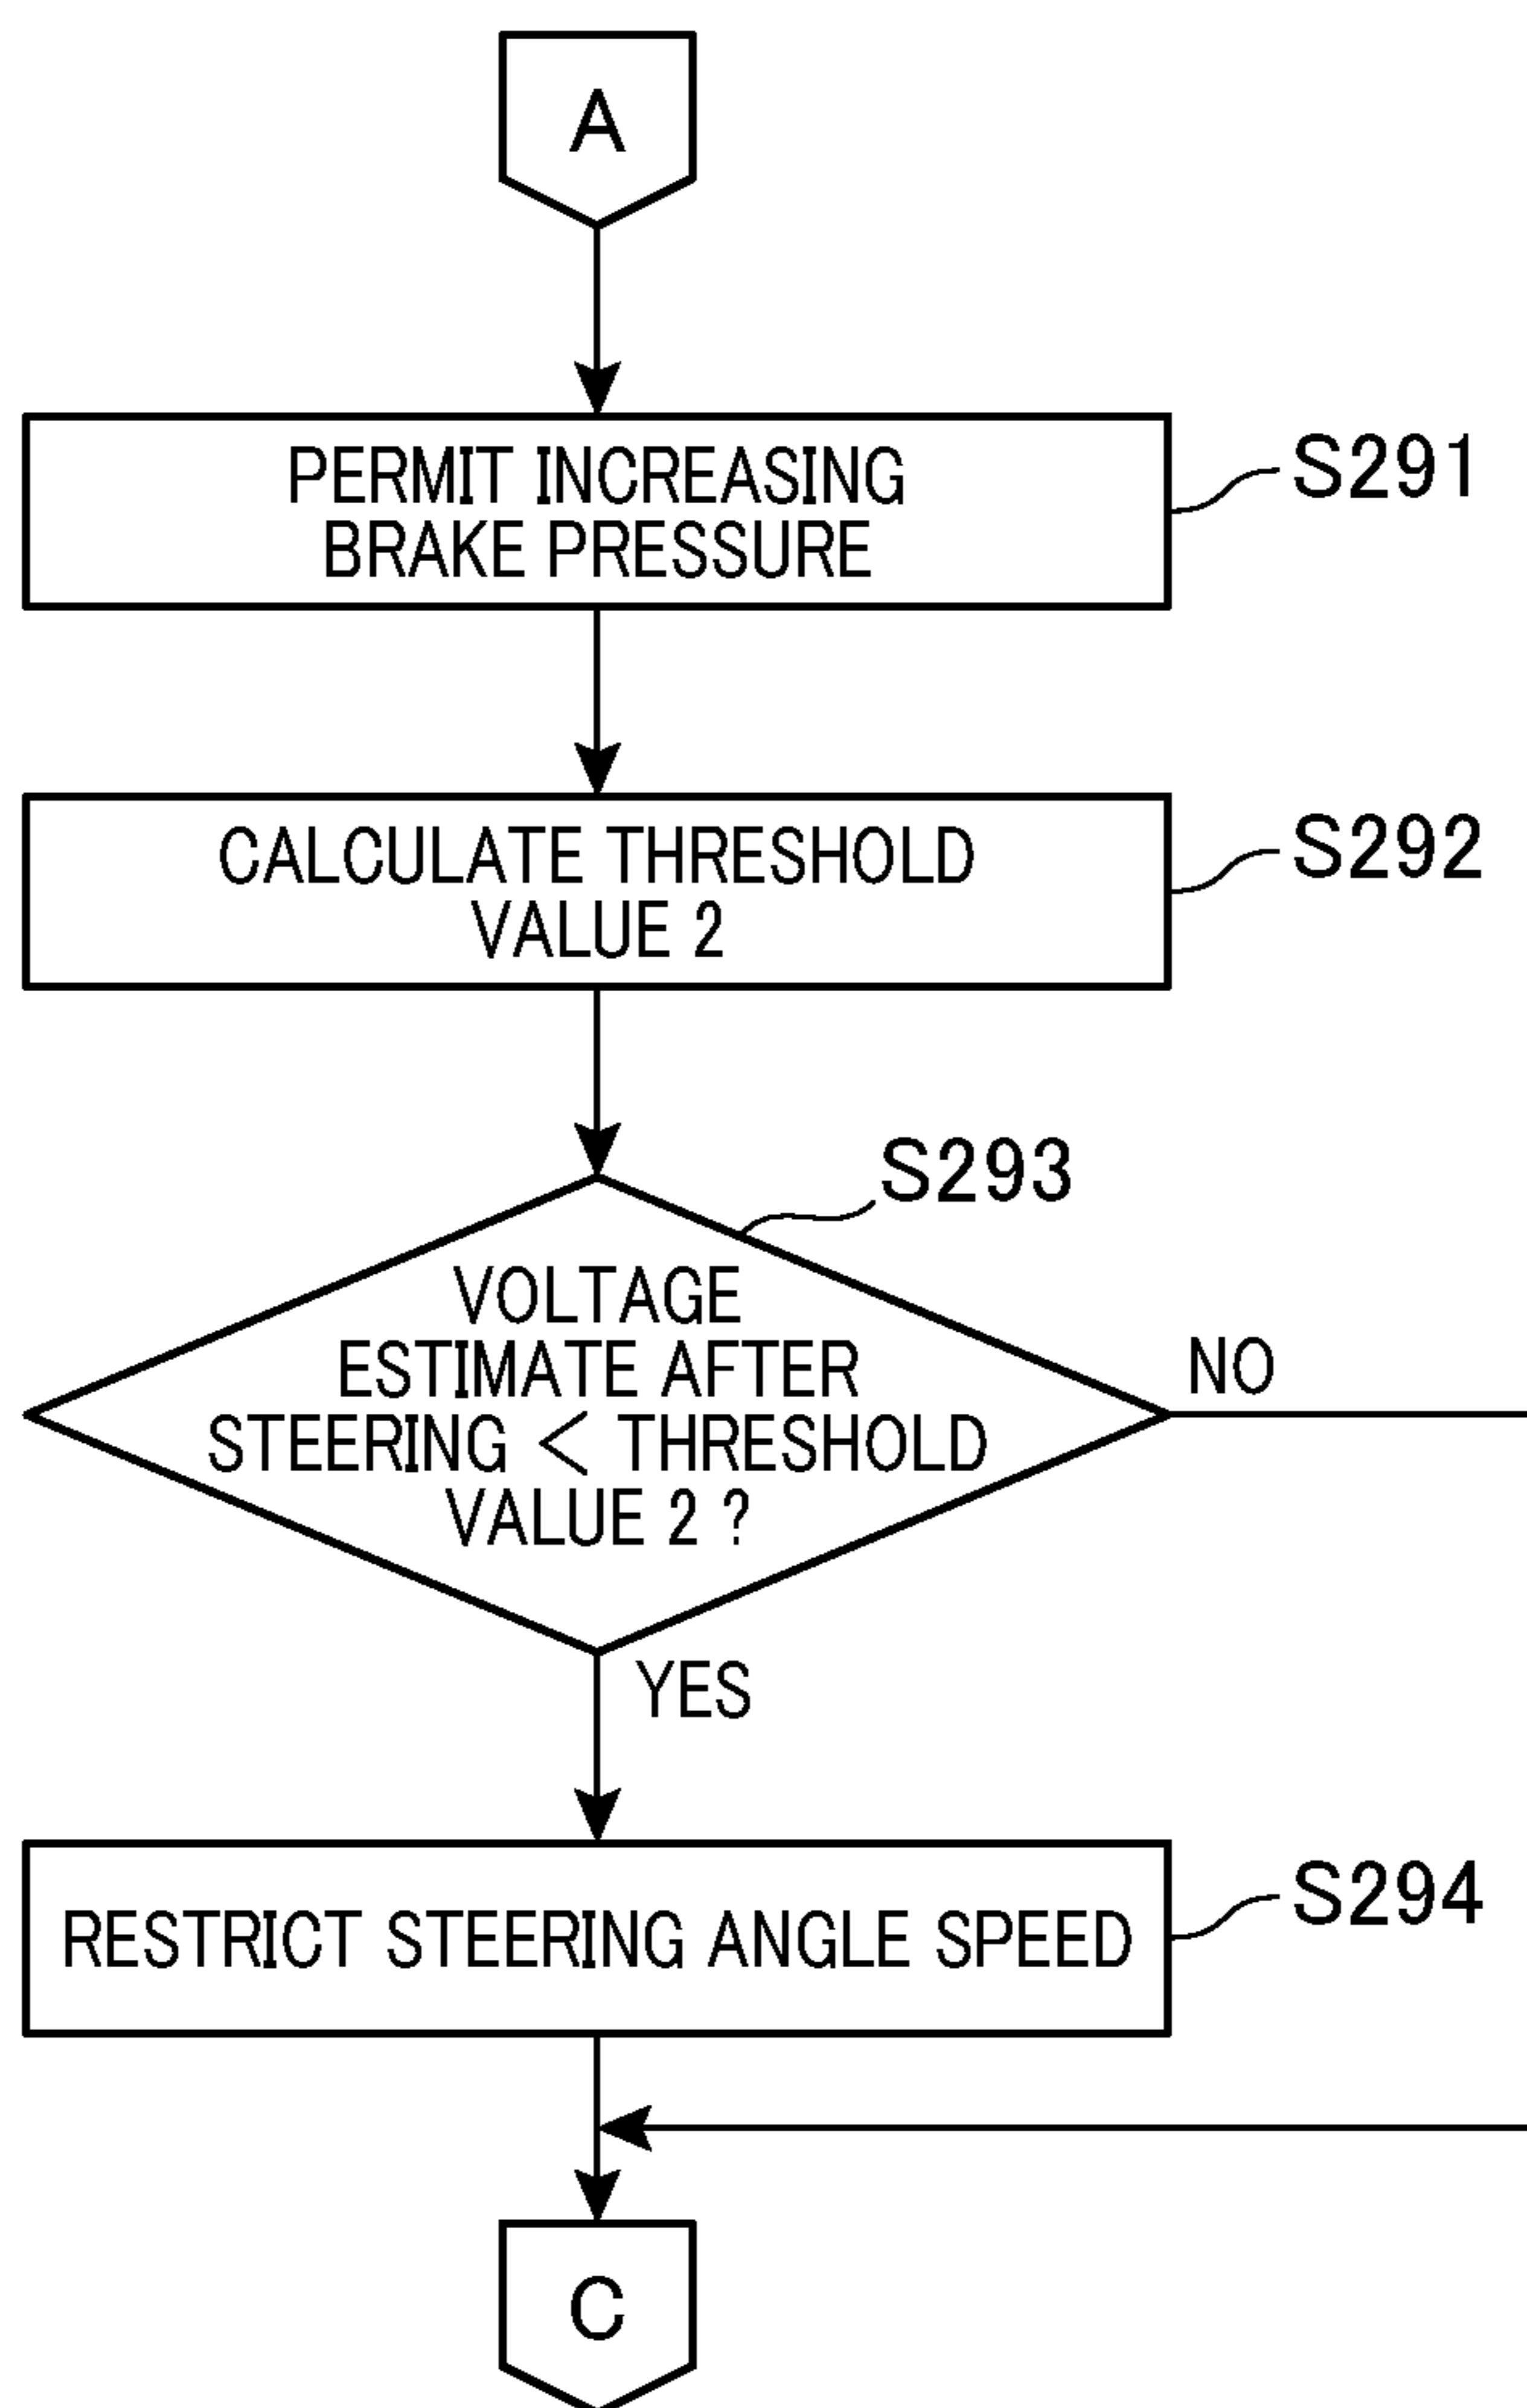 A
PERMIT INCREASING
BRAKE PRESSURE
S291
CALCULATE THRESHOLD
VALUE 2
S292
S293
VOLTAGE
ESTIMATE AFTER
STEERING < THRESHOLD
VALUE 2 ?
NO
YES
RESTRICT STEERING ANGLE SPEED
S294
C